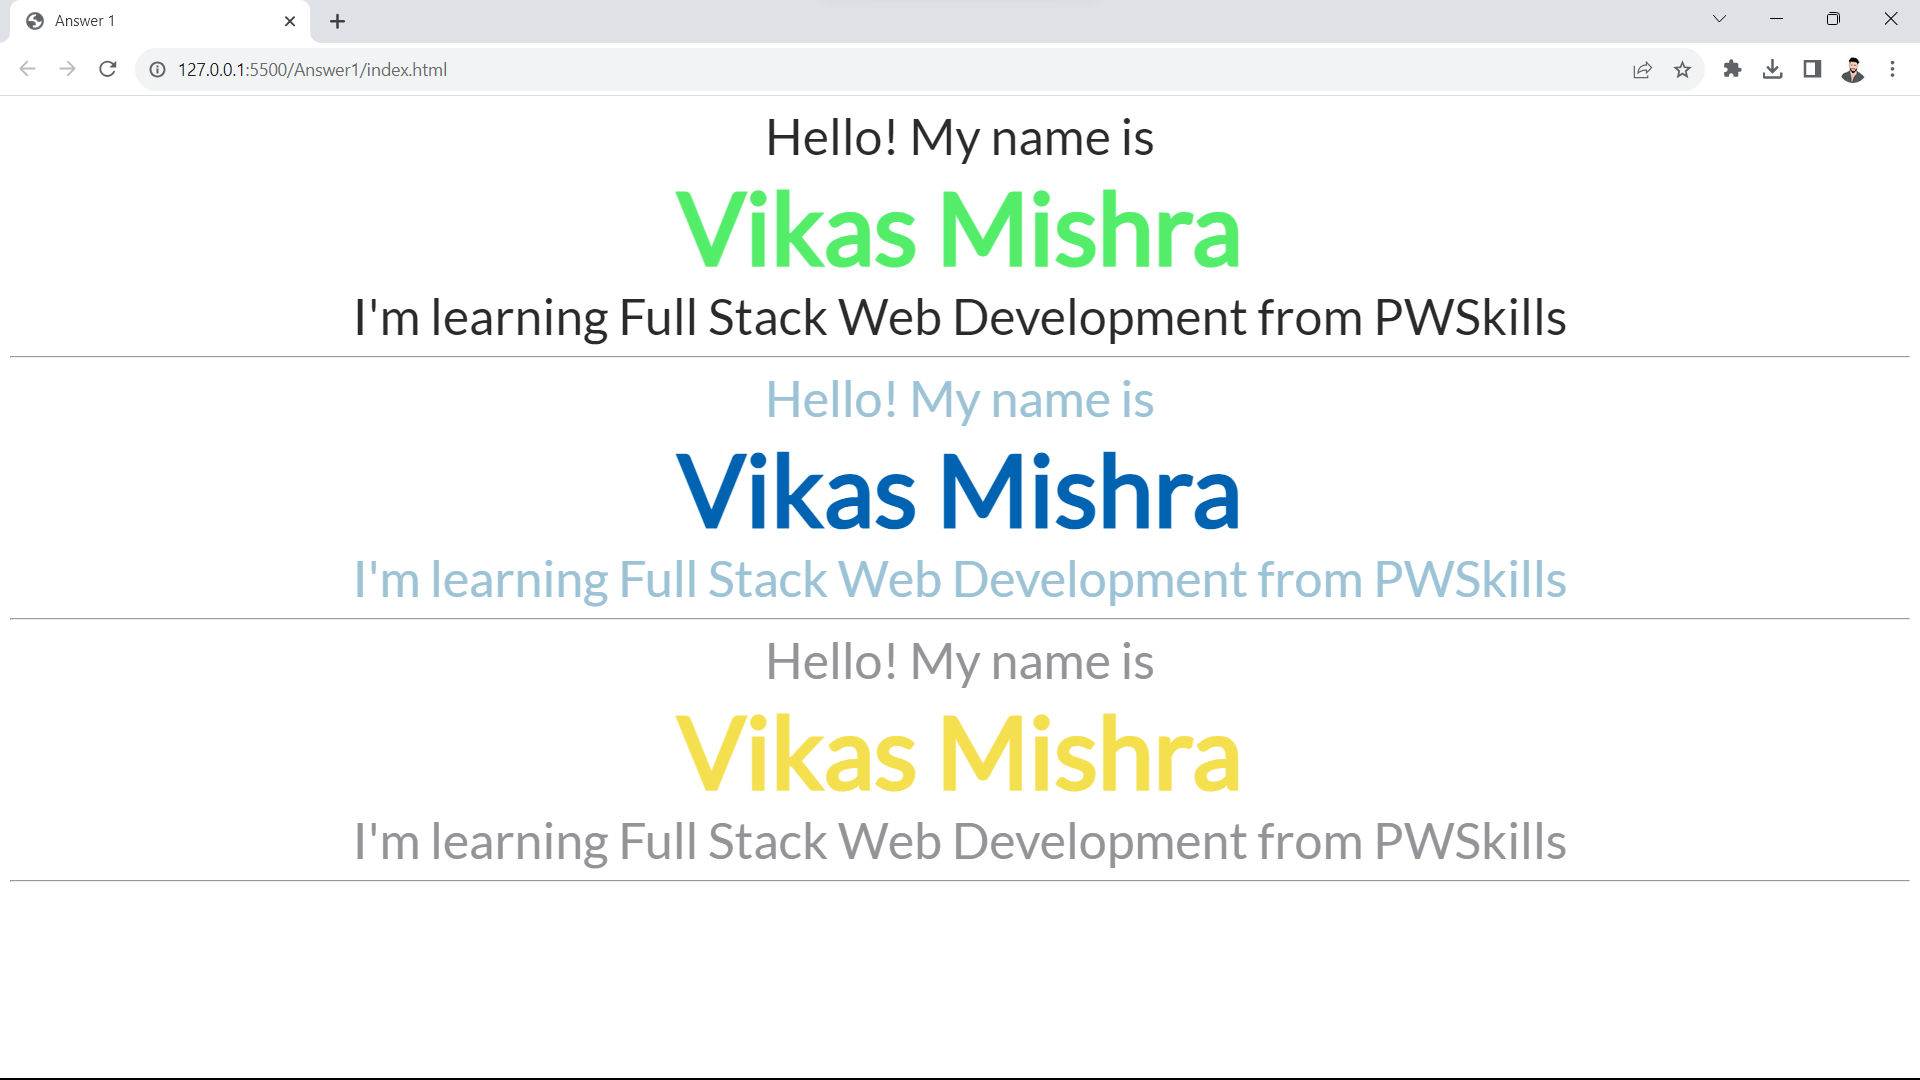 Answer 1
127.0.0.1:5500/Answer1/index.html
Hello! My name is
Vikas Mishra
I'm learning Full Stack Web Development from PWSkills
Hello! My name is
Vikas Mishra
I'm learning Full Stack Web Development from PWSkills
Hello! My name is
Vikas Mishra
I'm learning Full Stack Web Development from PWSkills